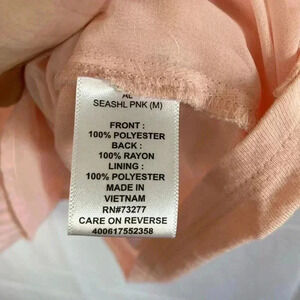 AL
SEASHL PNK (M)
FRONT :
100% POLYESTER
BACK :
100% RAYON
LINING :
100% POLYESTER
MADE IN
VIETNAM
RN#73277
CARE ON REVERSE
400617552358